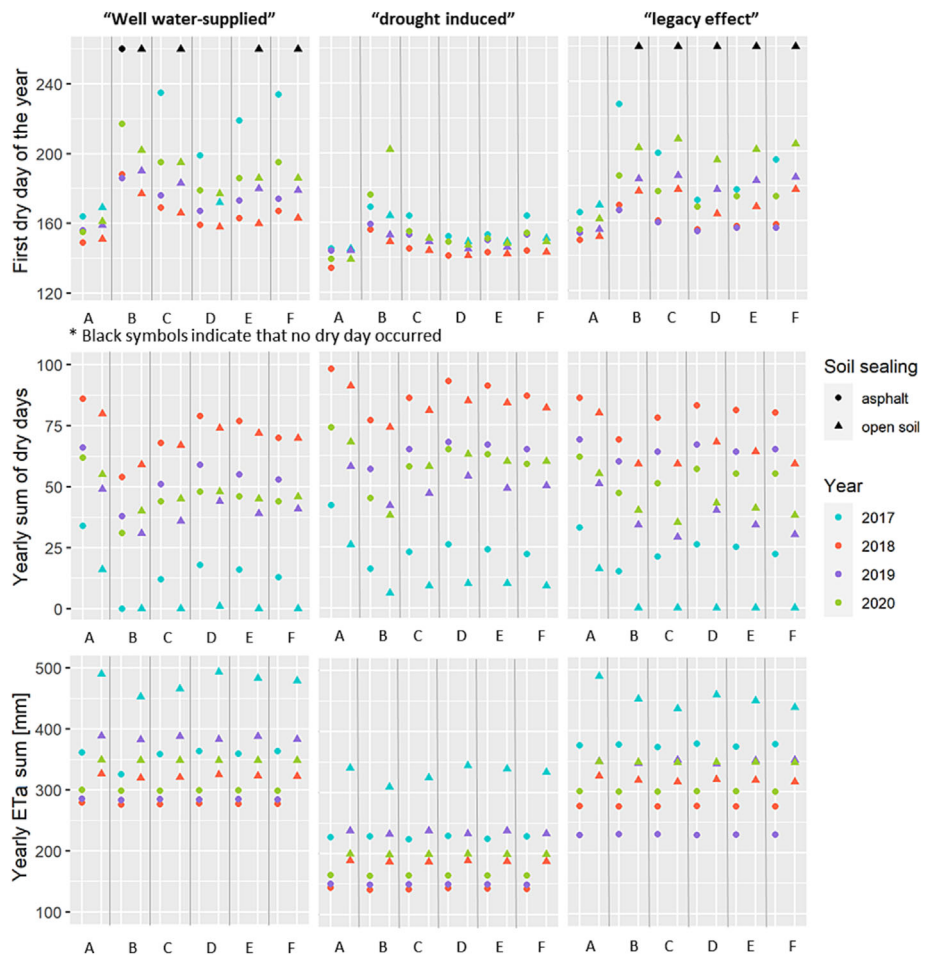 “Well water-supplied” “drought induced” “legacy effect”
First dry day of the year
240
200
160
120
A B C D E F A B C D E F A B C D E F
* Black symbols indicate that no dry day occurred
Yearly sum of dry days
100
75
50
25
0
A B C D E F A B C D E F A B C D E F
Soil sealing
asphalt
open soil
Year
2017
2018
2019
2020
Yearly ETa sum [mm]
500
400
300
200
100
A B C D E F A B C D E F A B C D E F